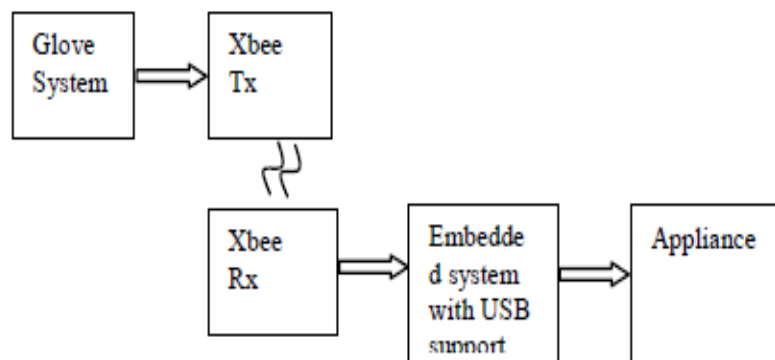 Glove
System
Xbee
Tx
Xbee
Rx
Embedde
d system
with USB
support
Appliance